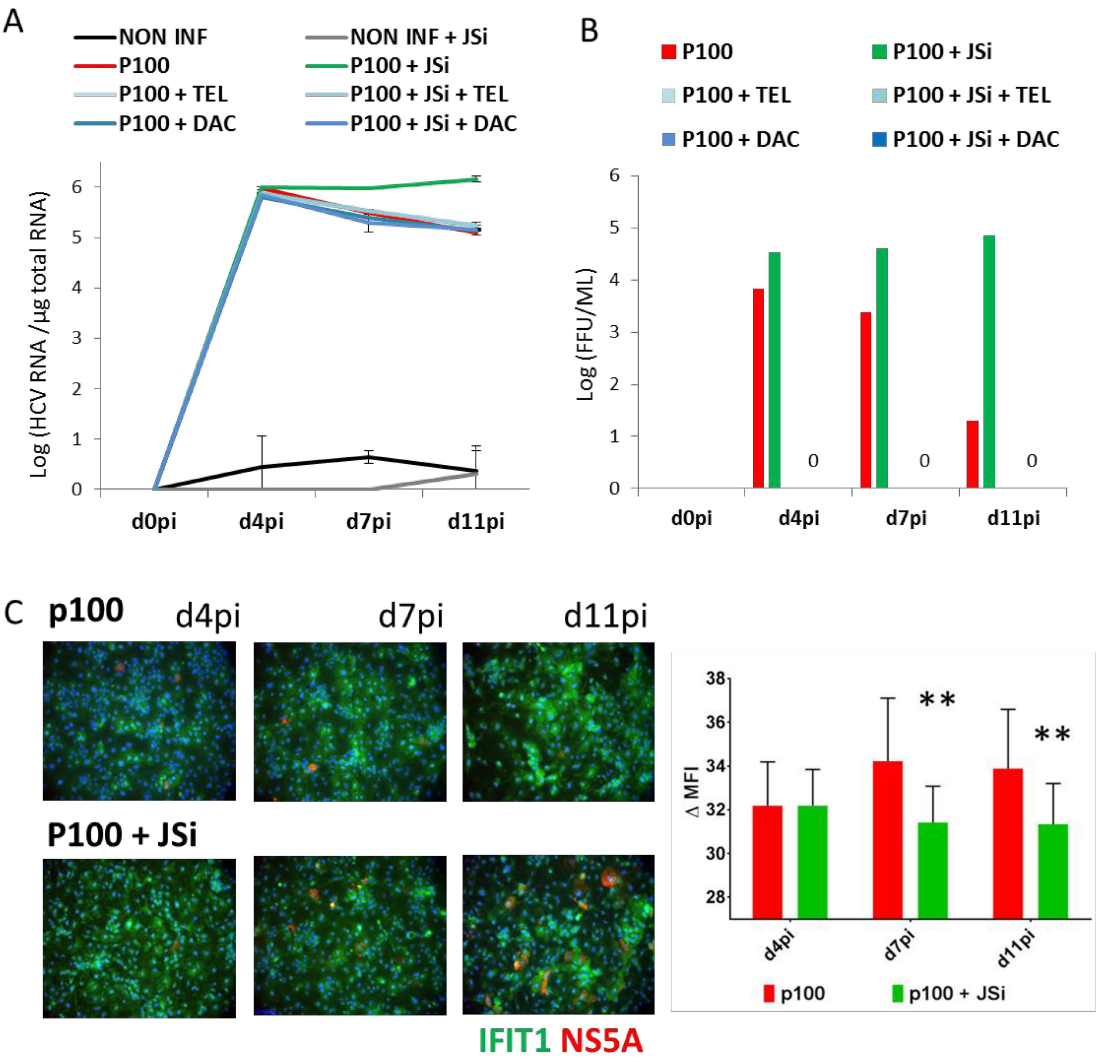 A
NON INF
NON INF + JSi
P100
P100 + JSi
P100 + TEL
P100 + JSi + TEL
P100 + DAC
P100 + JSi + DAC
Log (HCV RNA /µg total RNA)
6
5
4
3
2
1
0
d0pi d4pi d7pi d11pi
B
P100
P100 + JSi
P100 + TEL
P100 + JSi + TEL
P100 + DAC
P100 + JSi + DAC
Log (FFU/ML)
6
5
4
3
2
1
0
0 0 0
d0pi d4pi d7pi d11pi
C
p100 d4pi d7pi d11pi
P100 + JSi
IFIT1 NS5A
Δ MFI
38
36
34
32
30
28
** **
d4pi d7pi d11pi
p100 p100 + JSi